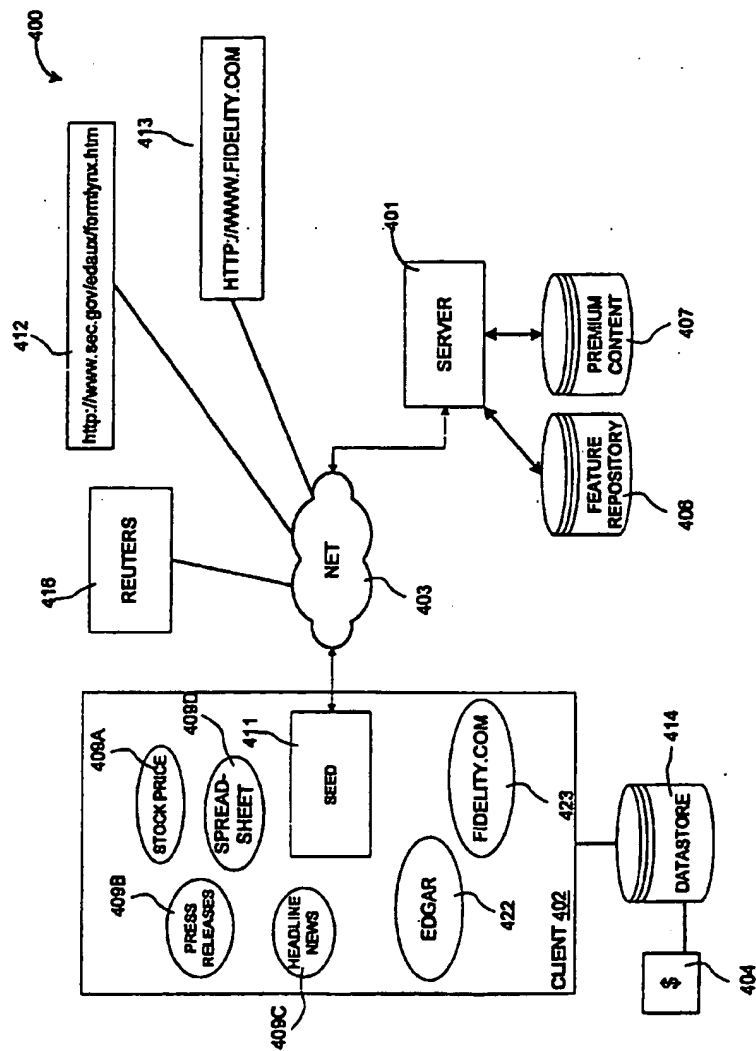 400
412
http://www.sec.gov/edaux/formlynx.htm
413
HTTP://WWW.FIDELITY.COM
416
REUTERS
NET
403
401
SERVER
FEATURE
REPOSITORY
406
PREMIUM
CONTENT
407
409A
STOCK PRICE
409B
PRESS
RELEASES
409D
SPREAD-
SHEET
409C
HEADLINE
NEWS
411
SEED
EDGAR
422
FIDELITY.COM
423
CLIENT 402
414
DATASTORE
$
404